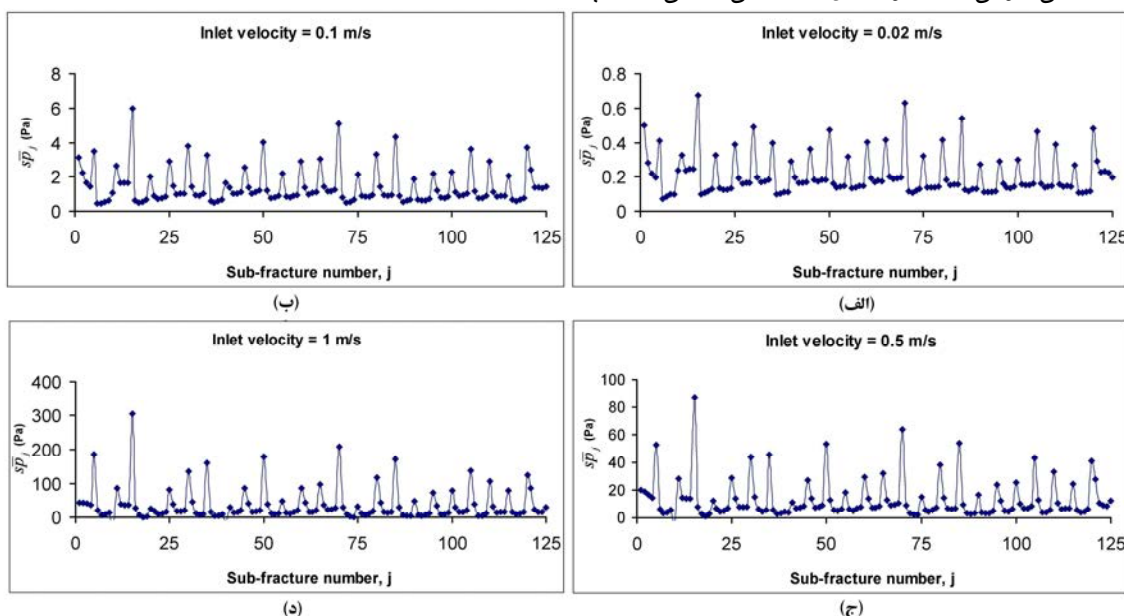 Inlet velocity = 0.1 m/s
s̅p̅ j (Pa)
8
6
4
2
0
0 25 50 75 100 125
Sub-fracture number, j
(ب)
Inlet velocity = 0.02 m/s
s̅p̅ j (Pa)
0.8
0.6
0.4
0.2
0
0 25 50 75 100 125
Sub-fracture number, j
(الف)
Inlet velocity = 1 m/s
s̅p̅ j (Pa)
400
300
200
100
0
0 25 50 75 100 125
Sub-fracture number, j
(د)
Inlet velocity = 0.5 m/s
s̅p̅ j (Pa)
100
80
60
40
20
0
0 25 50 75 100 125
Sub-fracture number, j
(ج)